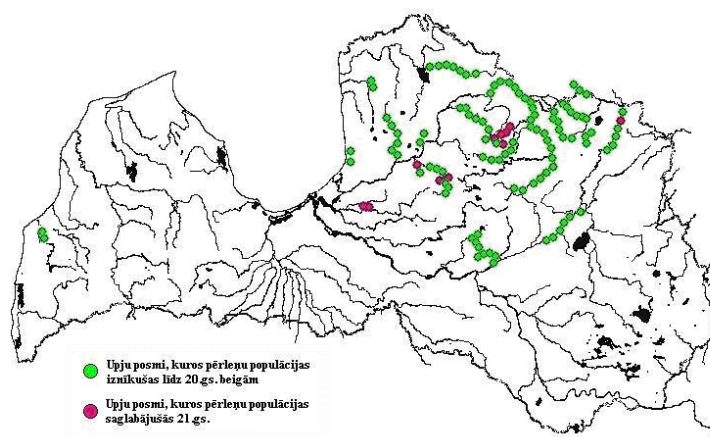 Upju posmi, kuros pērleņu populācijas
iznīkušas līdz 20.gs.beigām
Upju posmi, kuros pērleņu populācijas
saglabājušās 21.gs.